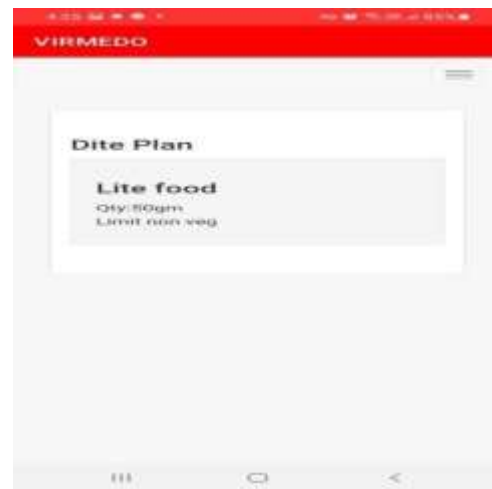 VIRMEDO
Dite Plan
Lite food
Qty:50gm
Limit non veg